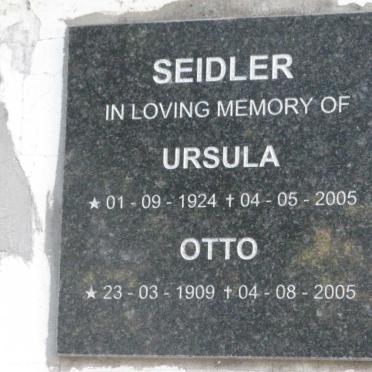 SEIDLER
IN LOVING MEMORY OF
URSULA
★ 01 - 09 - 1924 ✝ 04 - 05 - 2005
OTTO
★ 23 - 03 - 1909 ✝ 04 - 08 - 2005